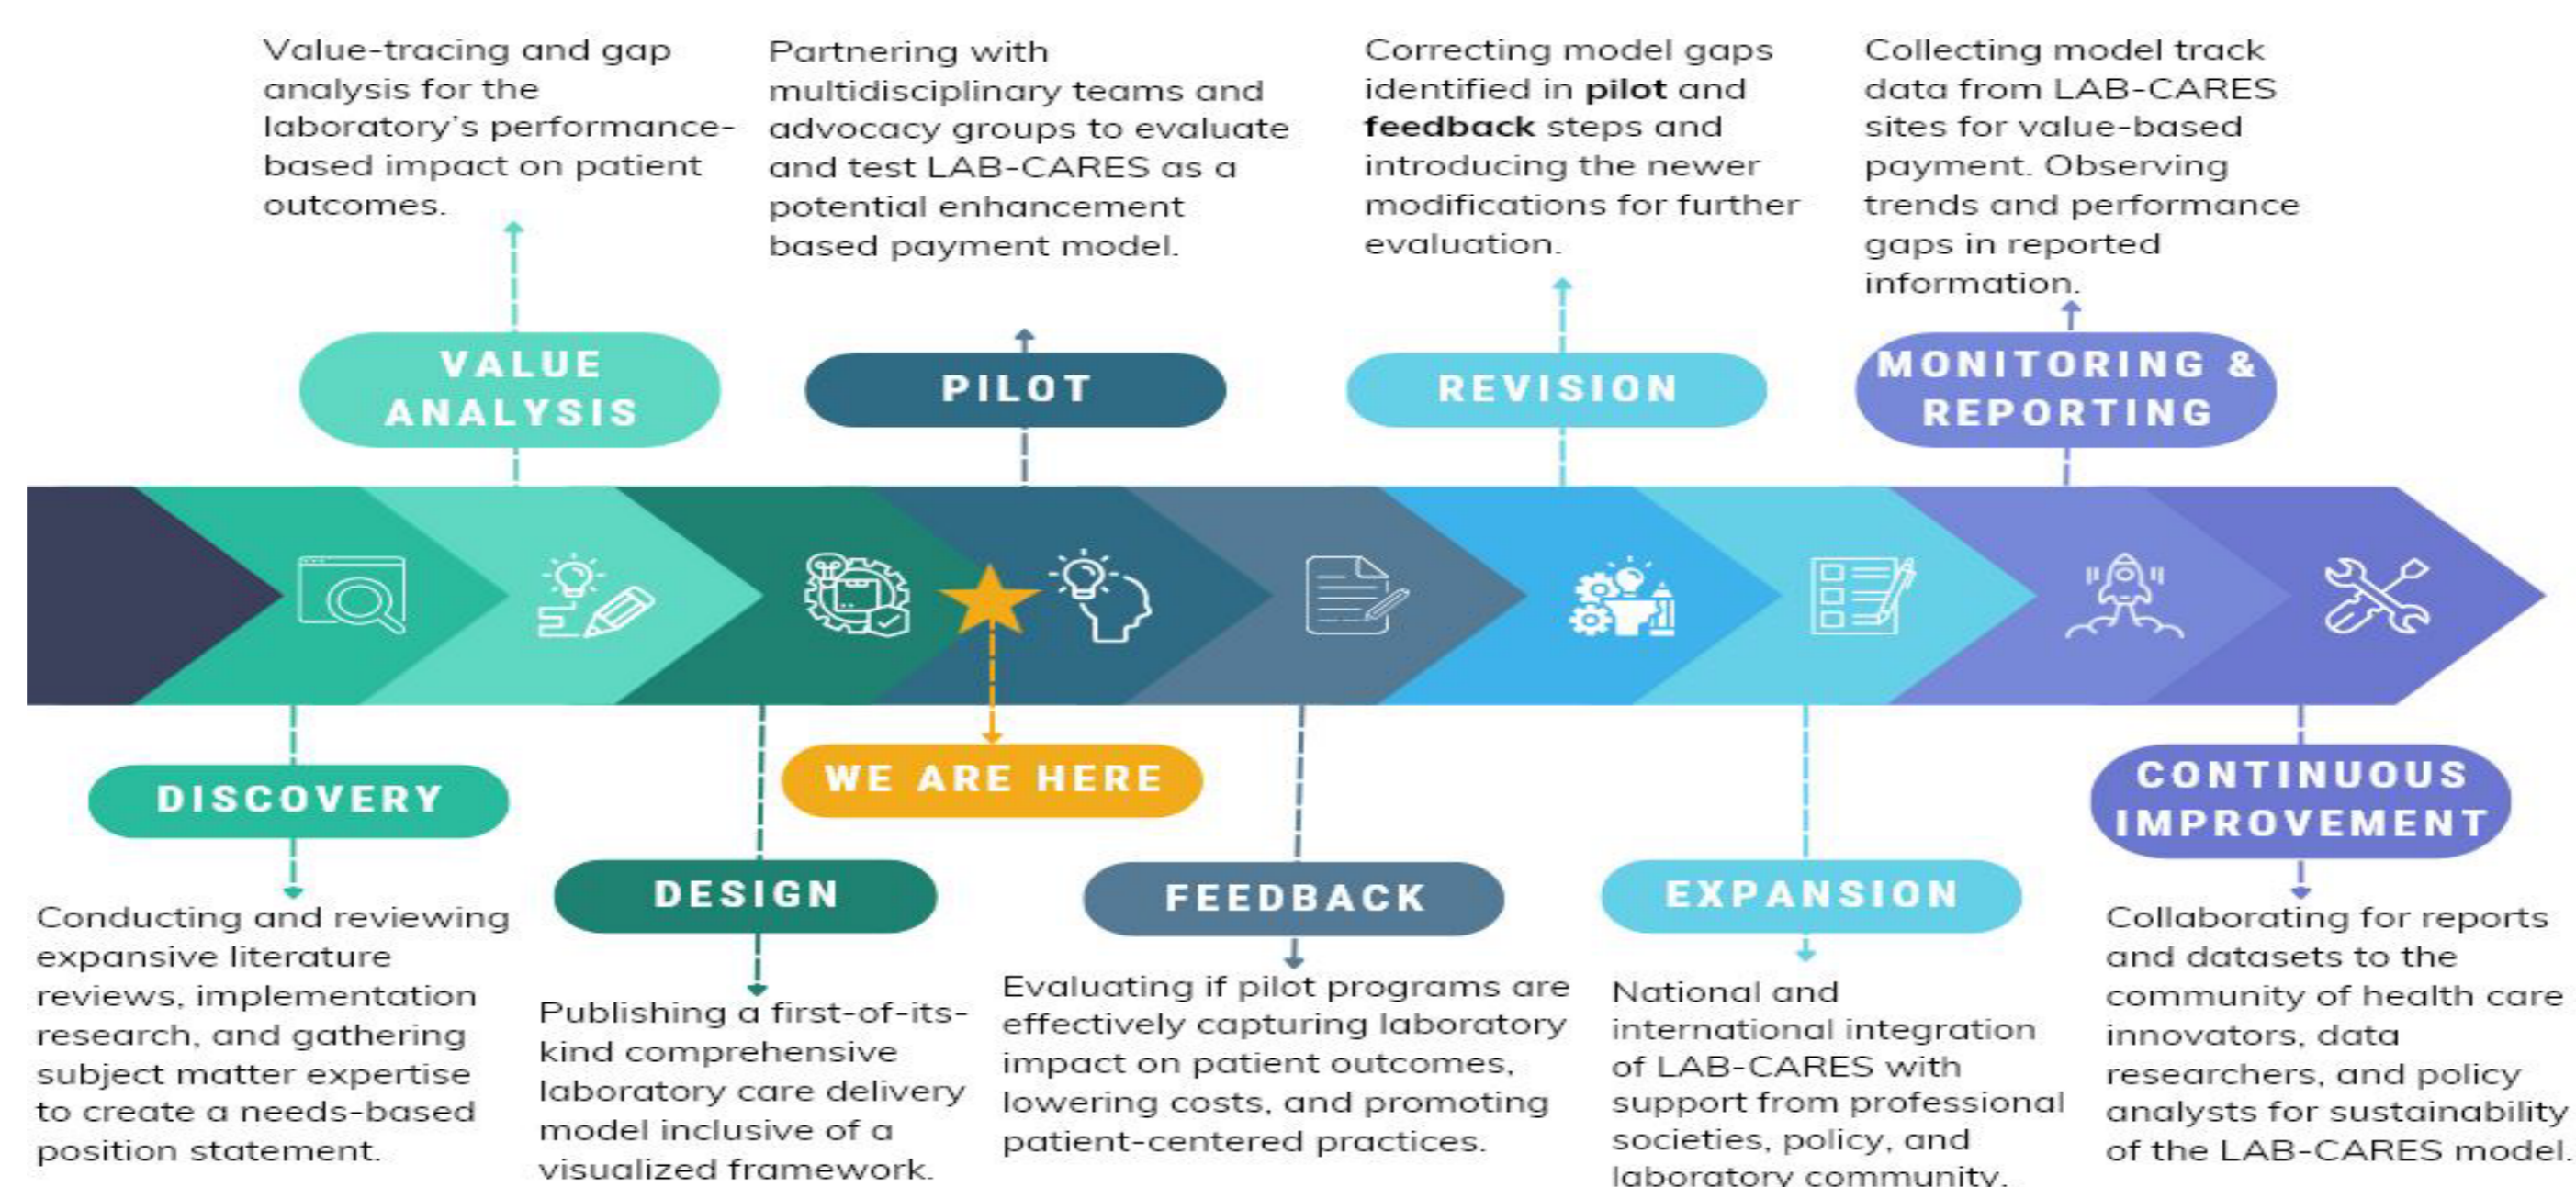 Value-tracing and gap
analysis for the
laboratory's performance-
based impact on patient
outcomes.
Partnering with
multidisciplinary teams and
advocacy groups to evaluate
and test LAB-CARES as a
potential enhancement
based payment model.
Correcting model gaps
identified in pilot and
feedback steps and
introducing the newer
modifications for further
evaluation.
Collecting model track
data from LAB-CARES
sites for value-based
payment. Observing
trends and performance
gaps in reported
information.
VALUE
ANALYSIS
PILOT
REVISION
MONITORING &
REPORTING
DISCOVERY
WE ARE HERE
CONTINUOUS
IMPROVEMENT
DESIGN
FEEDBACK
EXPANSION
Conducting and reviewing
expansive literature
reviews, implementation
research, and gathering
subject matter expertise
to create a needs-based
position statement.
Publishing a first-of-its-
kind comprehensive
laboratory care delivery
model inclusive of a
visualized framework.
Evaluating if pilot programs are
effectively capturing laboratory
impact on patient outcomes,
lowering costs, and promoting
patient-centered practices.
National and
international integration
of LAB-CARES with
support from professional
societies, policy, and
laboratory community.
Collaborating for reports
and datasets to the
community of health care
innovators, data
researchers, and policy
analysts for sustainability
of the LAB-CARES model.